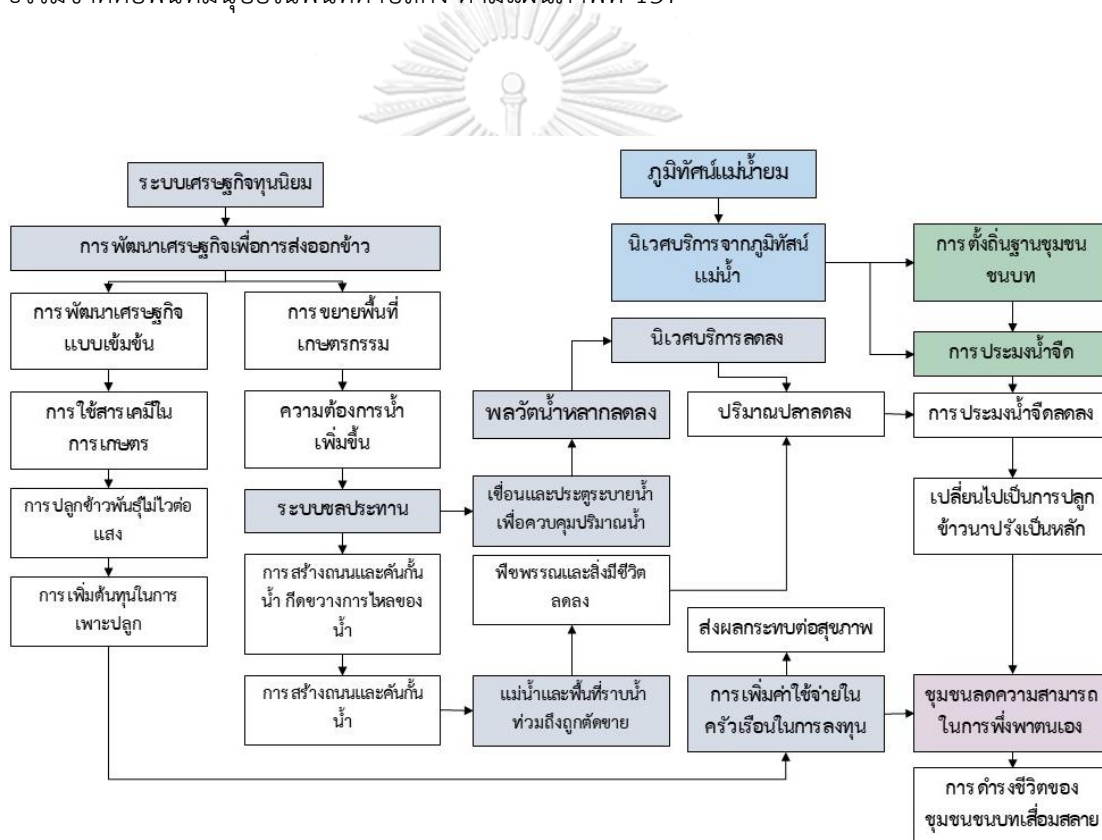 ระบบเศรษฐกิจทุนนิยม
การพัฒนาเศรษฐกิจเพื่อการส่งออกข้าว
การพัฒนาเศรษฐกิจ
แบบเข้มข้น
การใช้สารเคมีใน
การเกษตร
การปลูกข้าวพันธุ์ไม่ไวต่อ
แสง
การเพิ่มต้นทุนในการ
เพาะปลูก
การขยายพื้นที่
เกษตรกรรม
ความต้องการน้ำ
เพิ่มขึ้น
ระบบชลประทาน
การสร้างถนนและคันกั้น
น้ำ กีดขวางการไหลของ
น้ำ
การสร้างถนนและคันกั้น
น้ำ
พลวัตน้ำหลากลดลง
เขื่อนและประตูระบายน้ำ
เพื่อควบคุมปริมาณน้ำ
พืชพรรณและสิ่งมีชีวิต
ลดลง
แม่น้ำและพื้นที่ราบน้ำ
ท่วมถึงถูกตัดขาย
ภูมิทัศน์แม่น้ำยม
นิเวศบริการจากภูมิทัสน์
แม่น้ำ
นิเวศบริการลดลง
ปริมาณปลาลดลง
ส่งผลกระทบต่อสุขภาพ
การเพิ่มค่าใช้จ่ายใน
ครัวเรือนในการลงทุน
การตั้งถิ่นฐานชุมชน
ชนบท
การประมงน้ำจืด
การประมงน้ำจืดลดลง
เปลี่ยนไปเป็นการปลูก
ข้าวนาปรังเป็นหลัก
ชุมชนลดความสามารถ
ในการพึ่งพาตนเอง
การดำรงชีวิตของ
ชุมชนชนบทเสื่อมสลาย